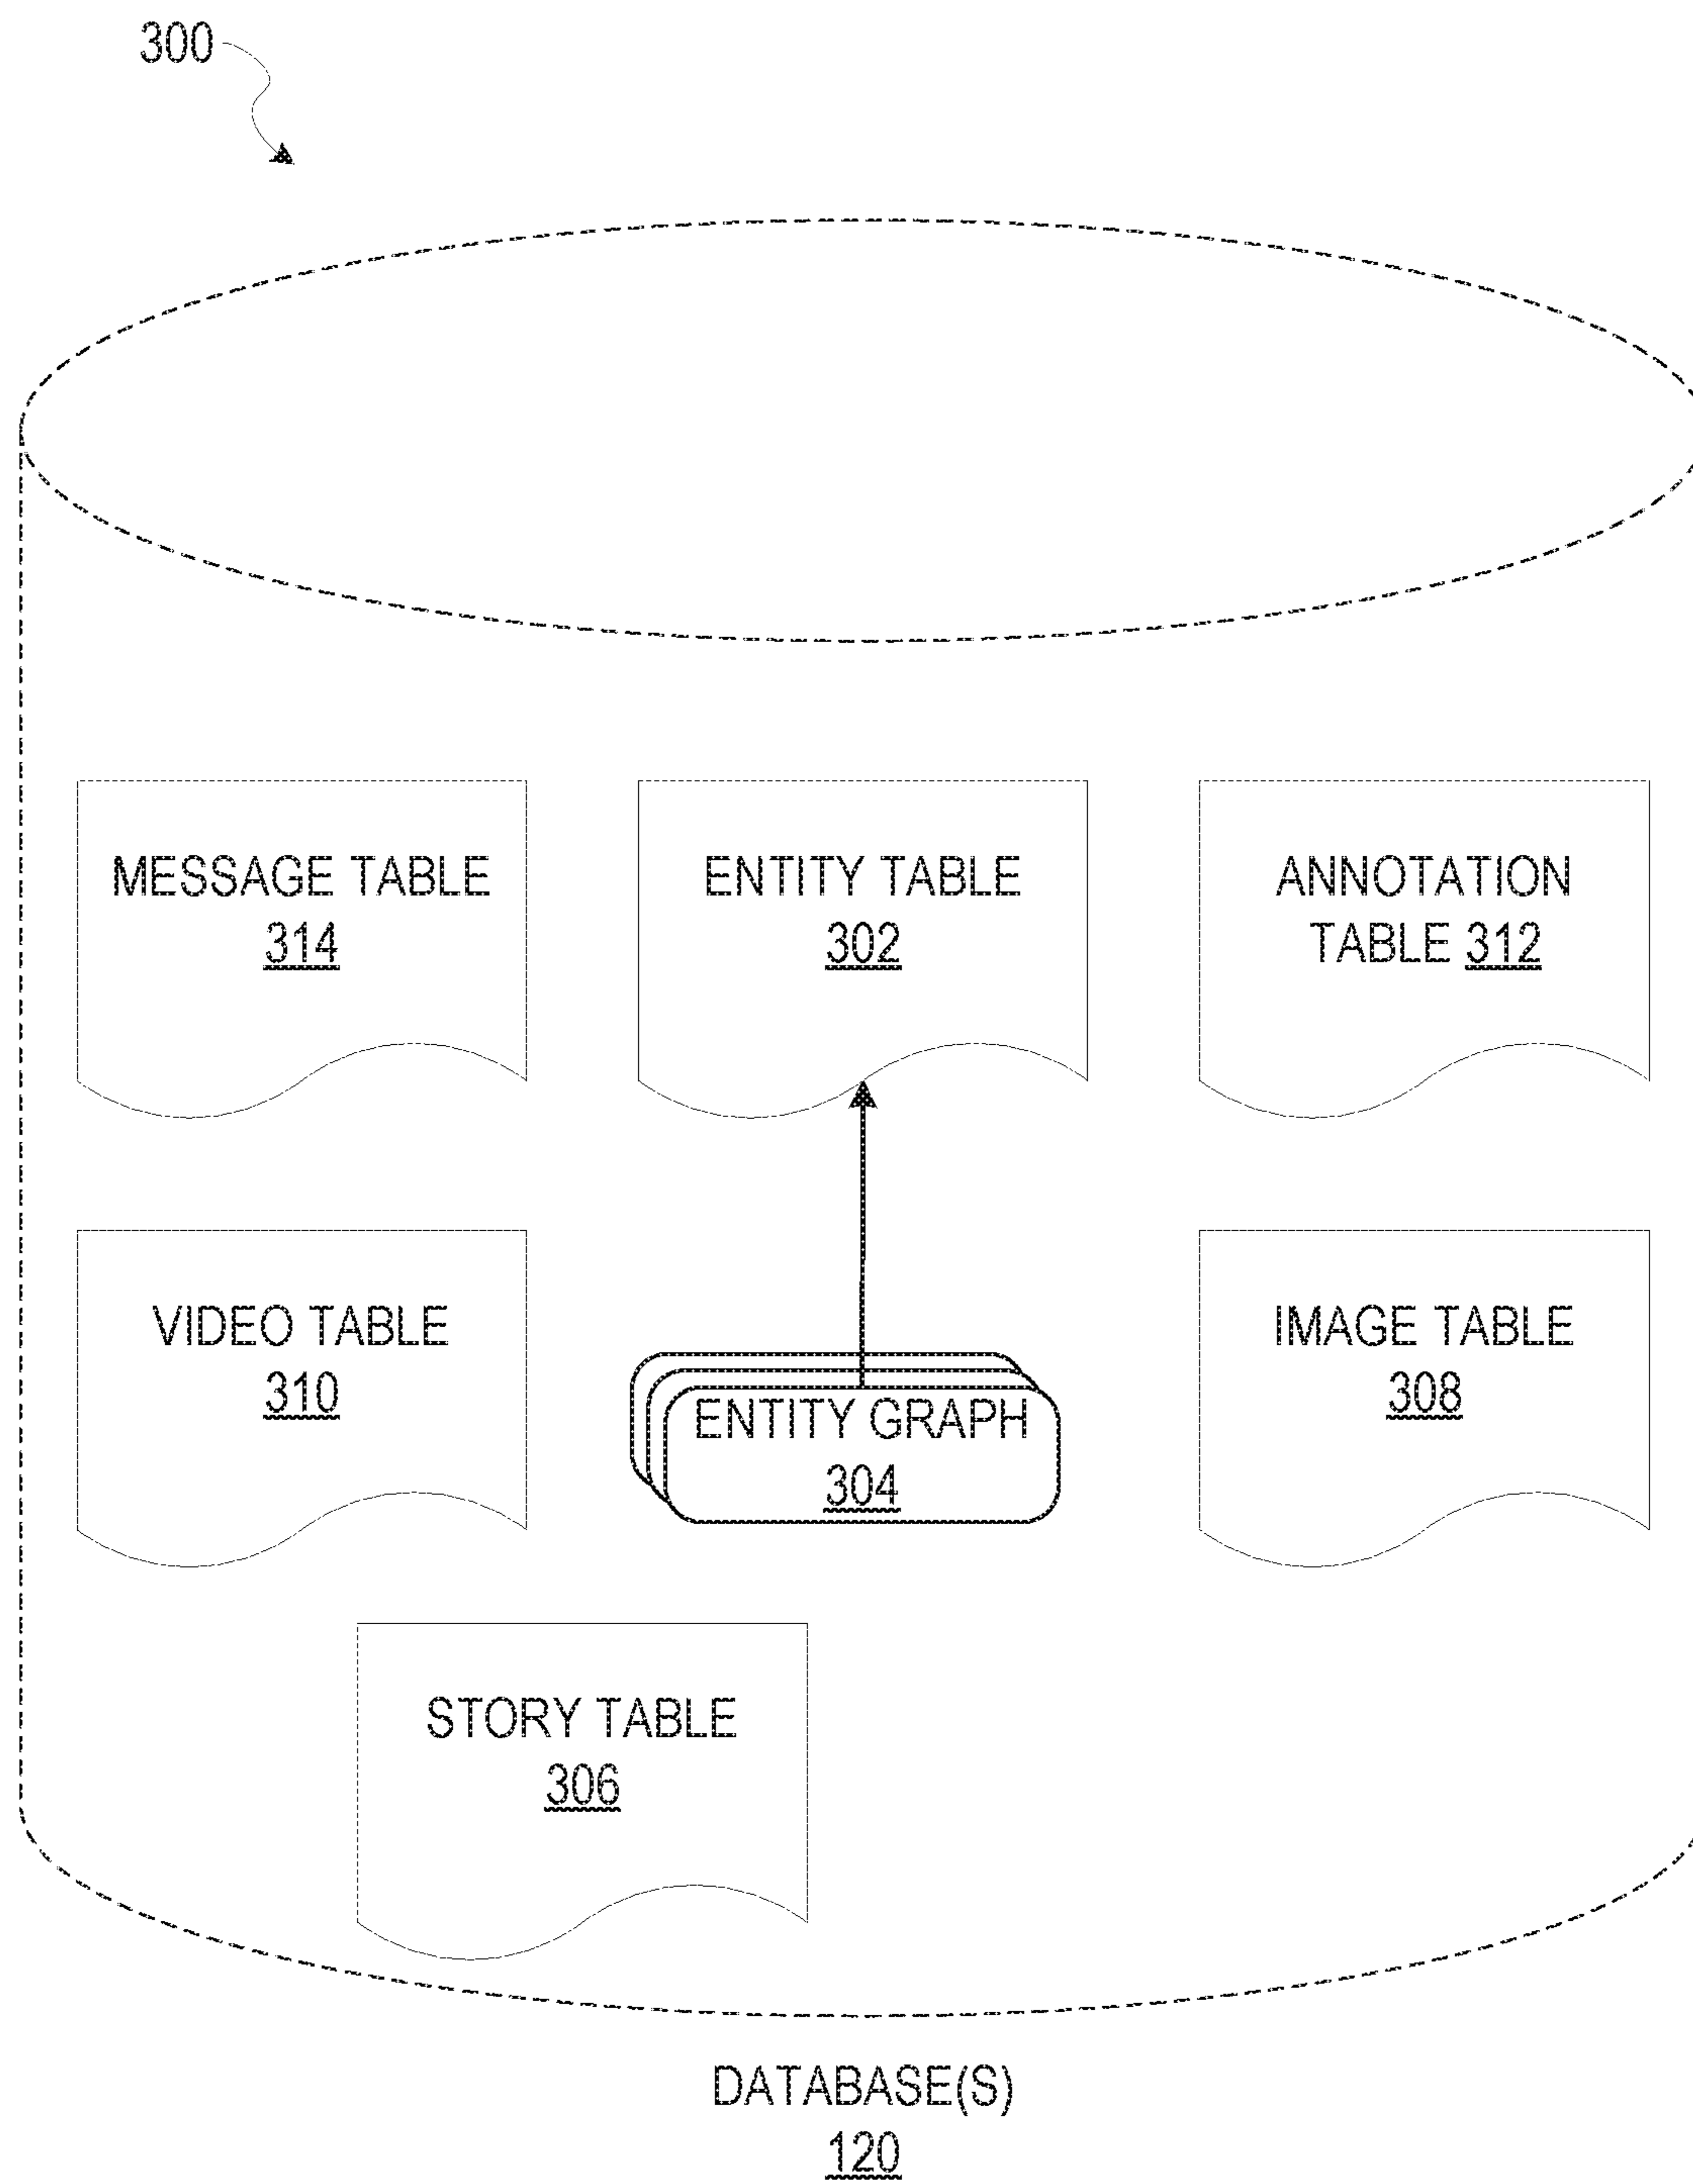 300
MESSAGE TABLE
314
ENTITY TABLE
302
ANNOTATION
TABLE 312
VIDEO TABLE
310
ENTITY GRAPH
304
IMAGE TABLE
308
STORY TABLE
306
DATABASE(S)
120